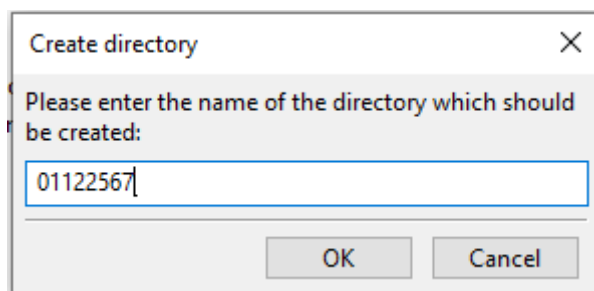 Create directory
Please enter the name of the directory which should
be created:
01122567
OK
Cancel